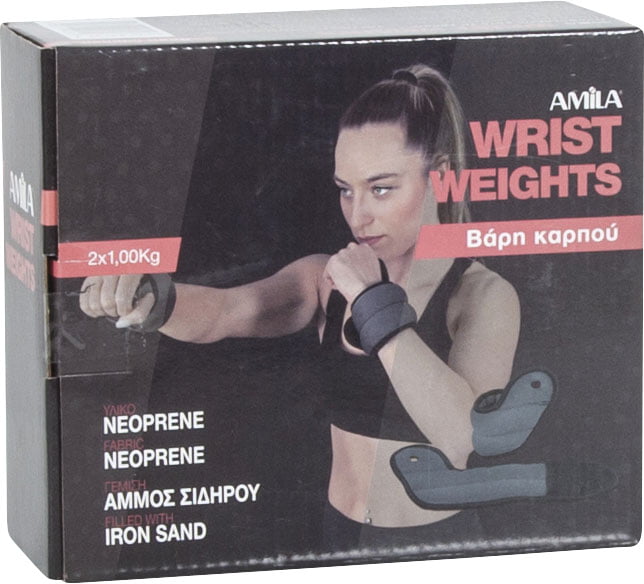 AMILA
WRIST
WEIGHTS
Βάρη καρπού
2x1,00Kg
ΥΛΙΚΟ
NEOPRENE
FABRIC
NEOPRENE
ΓΕΜΙΣΗ
ΑΜΜΟΣ ΣΙΔΗΡΟΥ
FILLED WITH
IRON SAND
AMILA
WRIST
WEIGHTS